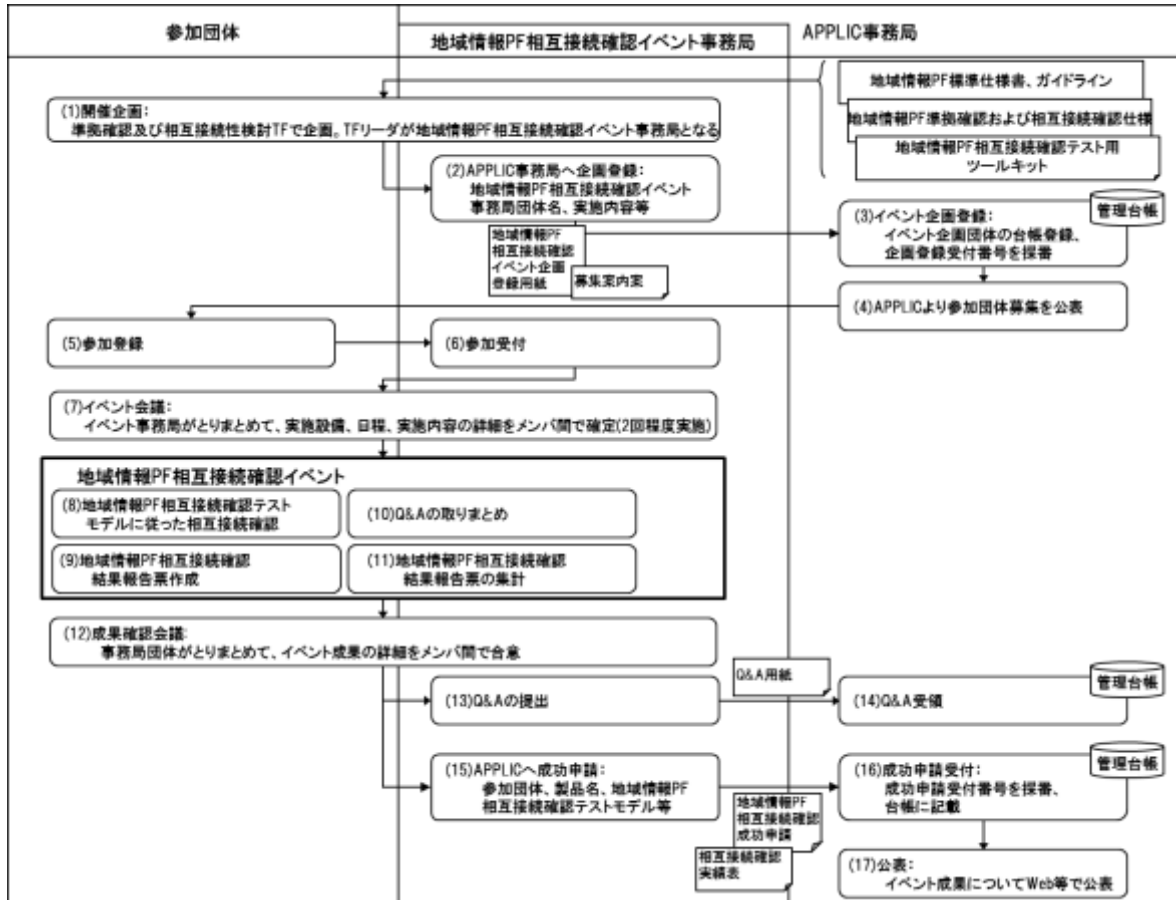 参加団体
地域情報PF相互接続確認イベント事務局
APPLIC事務局
地域情報PF標準仕様書、ガイドライン
地域情報PF準拠確認および相互接続確認仕様
地域情報PF相互接続確認テスト用
ツールキット
(1)開催企画:
準拠確認及び相互接続性検討TFで企画。TFリーダが地域情報PF相互接続確認イベント事務局となる
(2)APPLIC事務局へ企画登録:
地域情報PF相互接続確認イベント
事務局団体名、実施内容等
地域情報PF
相互接続確認
イベント企画
登録用紙
募集案内案
管理台帳
(3)イベント企画登録:
イベント企画団体の台帳登録、
企画登録受付番号を採番
(4)APPLICより参加団体募集を公表
(5)参加登録
(6)参加受付
(7)イベント会議:
イベント事務局がとりまとめて、実施設備、日程、実施内容の詳細をメンバ間で確定(2回程度実施)
地域情報PF相互接続確認イベント
(8)地域情報PF相互接続確認テスト
モデルに従った相互接続確認
(10)Q&Aの取りまとめ
(9)地域情報PF相互接続確認
結果報告票作成
(11)地域情報PF相互接続確認
結果報告票の集計
(12)成果確認会議:
事務局団体がとりまとめて、イベント成果の詳細をメンバ間で合意
Q&A用紙
(13)Q&Aの提出
管理台帳
(14)Q&A受領
(15)APPLICへ成功申請:
参加団体、製品名、地域情報PF
相互接続確認テストモデル等
管理台帳
(16)成功申請受付:
成功申請受付番号を採番、
台帳に記載
地域情報PF
相互接続確認
成功申請
相互接続確認
実績表
(17)公表:
イベント成果についてWeb等で公表